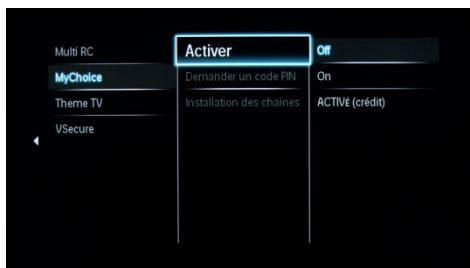 Multi RC
Activer
Off
MyChoice
Demander un code PIN
On
Theme TV
Installation des chaînes
ACTIVé (crédit)
VSecure